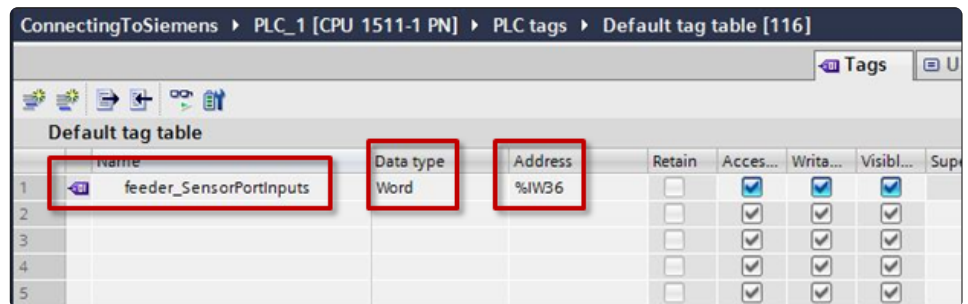 ConnectingToSiemens ▸ PLC_1 [CPU 1511-1 PN] ▸ PLC tags ▸ Default tag table [116]
Tags U
Default tag table
Name Data type Address Retain Acces... Writa... Visibl... Supe
1 feeder_SensorPortInputs Word %IW36
2
3
4
5